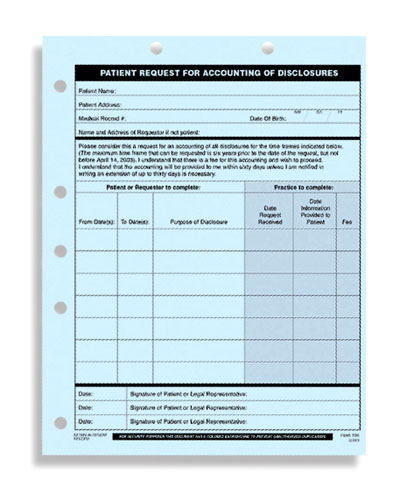 PATIENT REQUEST FOR ACCOUNTING OF DISCLOSURES
Patient Name:
Patient Address:
Medical Record #: Date Of Birth:
Name and Address of Requestor if not patient:
Please consider this a request for an accounting of all disclosures for the time frames indicated below.
(The maximum time frame that can be requested is six years prior to the date of the request, but not
before April 14, 2003). I understand that there is a fee for this accounting and wish to proceed.
I understand that the accounting will be provided to me within sixty days unless I am notified in
writing an extension of up to thirty days is necessary.
Patient or Requestor to complete: Practice to complete:
From Date(s): To Date(s): Purpose of Disclosure Date Request Received Date Information Provided to Patient Fee
Date: Signature of Patient or Legal Representative:
Date: Signature of Patient or Legal Representative:
Date: Signature of Patient or Legal Representative:
FOR SECURITY PURPOSES THIS DOCUMENT HAS A COLORED BACKGROUND TO PREVENT UNAUTHORIZED DUPLICATION